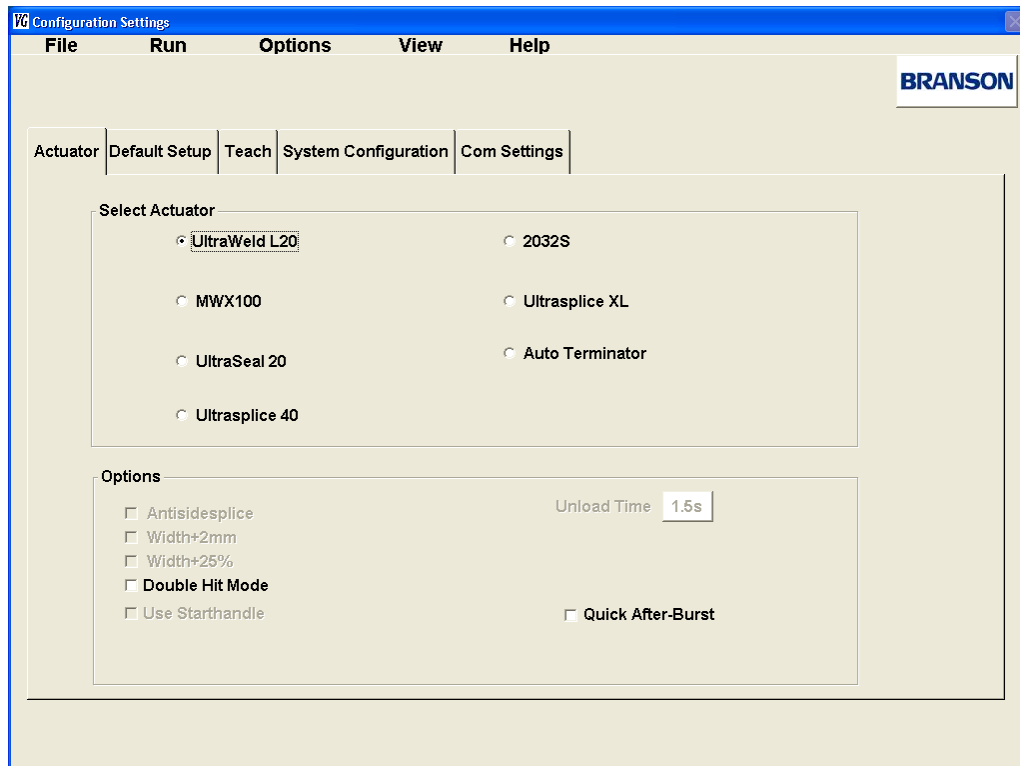 VG Configuration Settings
File Run Options View Help
BRANSON
Actuator Default Setup Teach System Configuration Com Settings
Select Actuator
UltraWeld L20
2032S
MWX100
Ultrasplice XL
UltraSeal 20
Auto Terminator
Ultrasplice 40
Options
Antisidesplice
Unload Time 1.5s
Width+2mm
Width+25%
Double Hit Mode
Use Starthandle
Quick After-Burst